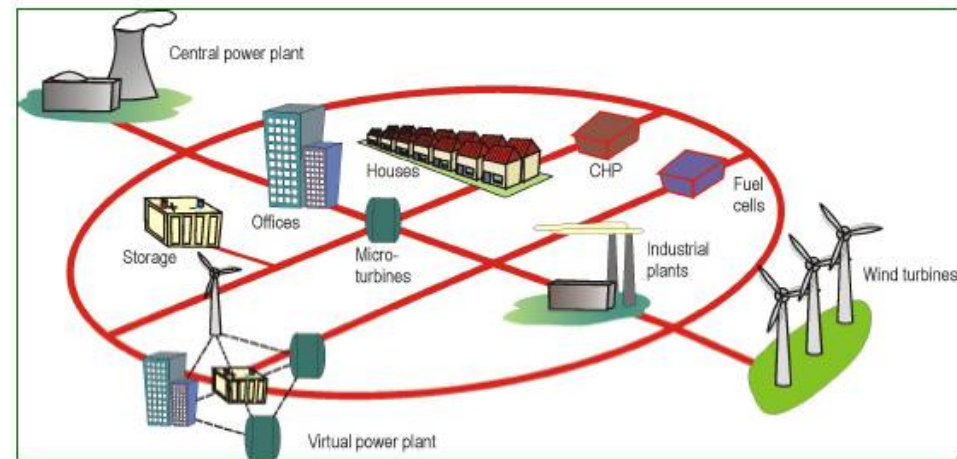 Central power plant
Houses
CHP
Fuel
cells
Offices
Storage
Micro-
turbines
Industrial
plants
Wind turbines
Virtual power plant